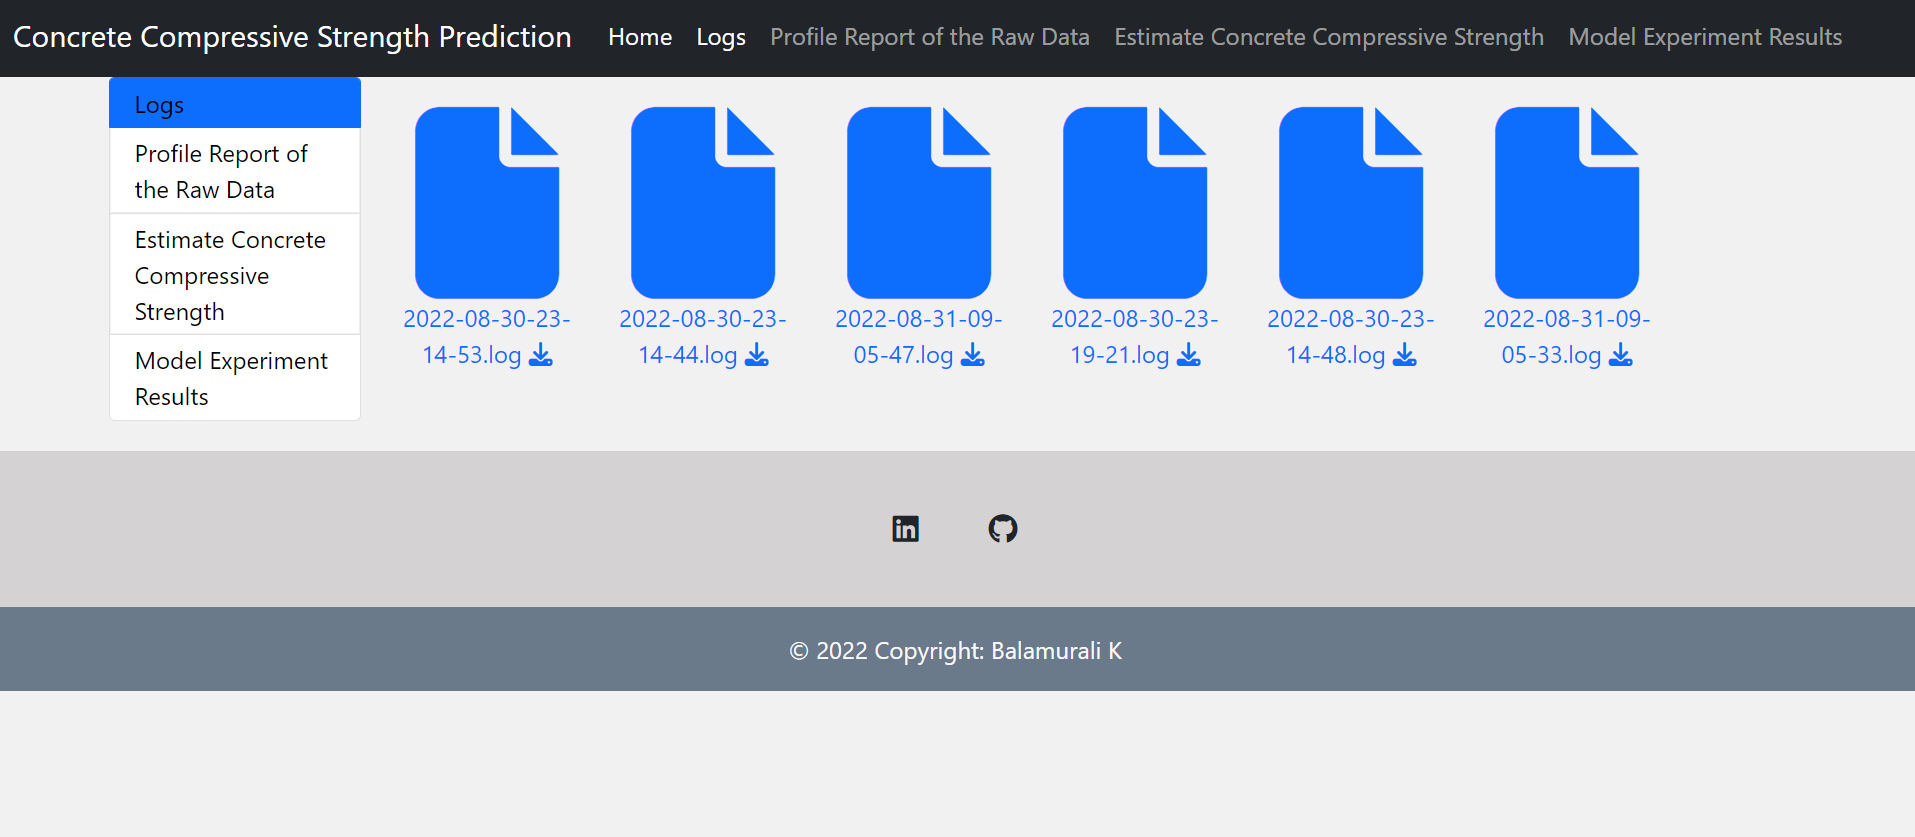 Concrete Compressive Strength Prediction Home Logs Profile Report of the Raw Data Estimate Concrete Compressive Strength Model Experiment Results
Logs
Profile Report of
the Raw Data
Estimate Concrete
Compressive
Strength
Model Experiment
Results
2022-08-30-23-
14-53.log
2022-08-30-23-
14-44.log
2022-08-31-09-
05-47.log
2022-08-30-23-
19-21.log
2022-08-30-23-
14-48.log
2022-08-31-09-
05-33.log
in
© 2022 Copyright: Balamurali K